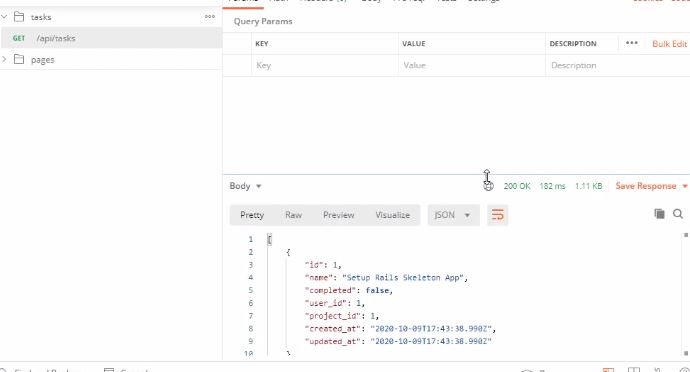 tasks
GET /api/tasks
pages
Query Params
KEY VALUE DESCRIPTION Bulk Edit
Key Value Description
Body 200 OK 182 ms 1.11 KB Save Response
Pretty Raw Preview Visualize JSON
1 [
2 {
3 "id": 1,
4 "name": "Setup Rails Skeleton App",
5 "completed": false,
6 "user_id": 1,
7 "project_id": 1,
8 "created_at": "2020-10-09T17:43:38.990Z",
9 "updated_at": "2020-10-09T17:43:38.990Z"
10 }